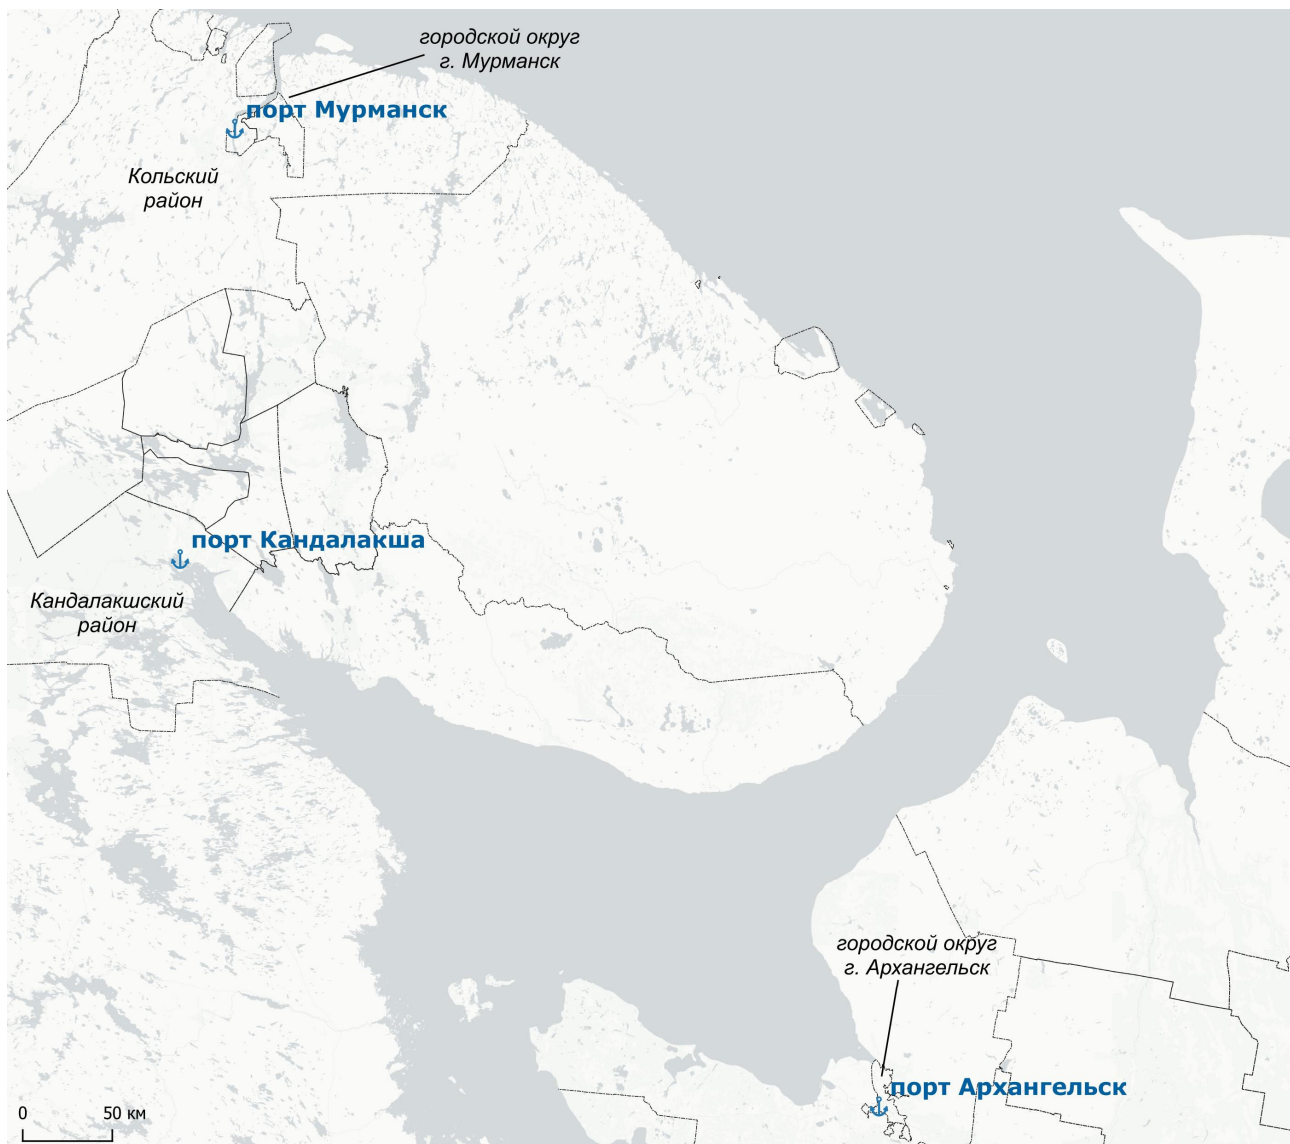 городской округ
г. Мурманск
порт Мурманск
Кольский
район
порт Кандалакша
Кандалакшский
район
городской округ
г. Архангельск
порт Архангельск
0 50 км